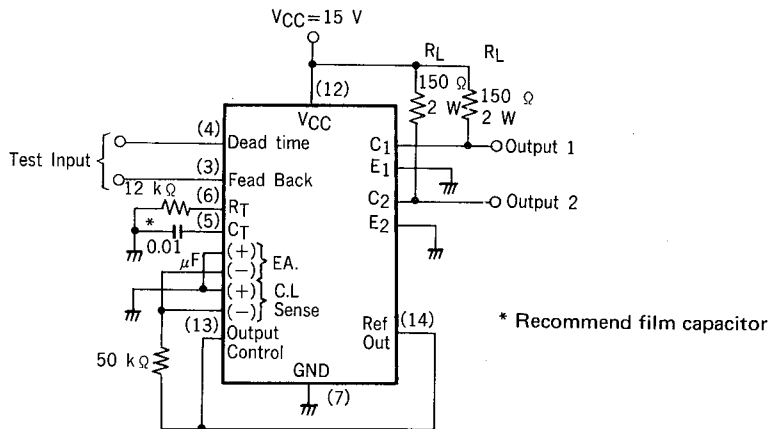 VCC=15 V
RL RL
(12)
150 Ω
2 W
150 Ω
2 W
VCC
(4) Dead time
Test Input
(3) Fead Back
12 kΩ
(6) RT
(5) CT
*
0.01
μF
(+)
(−) EA.
(+) C.L
(−) Sense
(13) Output
Control
50 kΩ
C1 Output 1
E1
C2 Output 2
E2
Ref (14)
Out
GND
(7)
* Recommend film capacitor